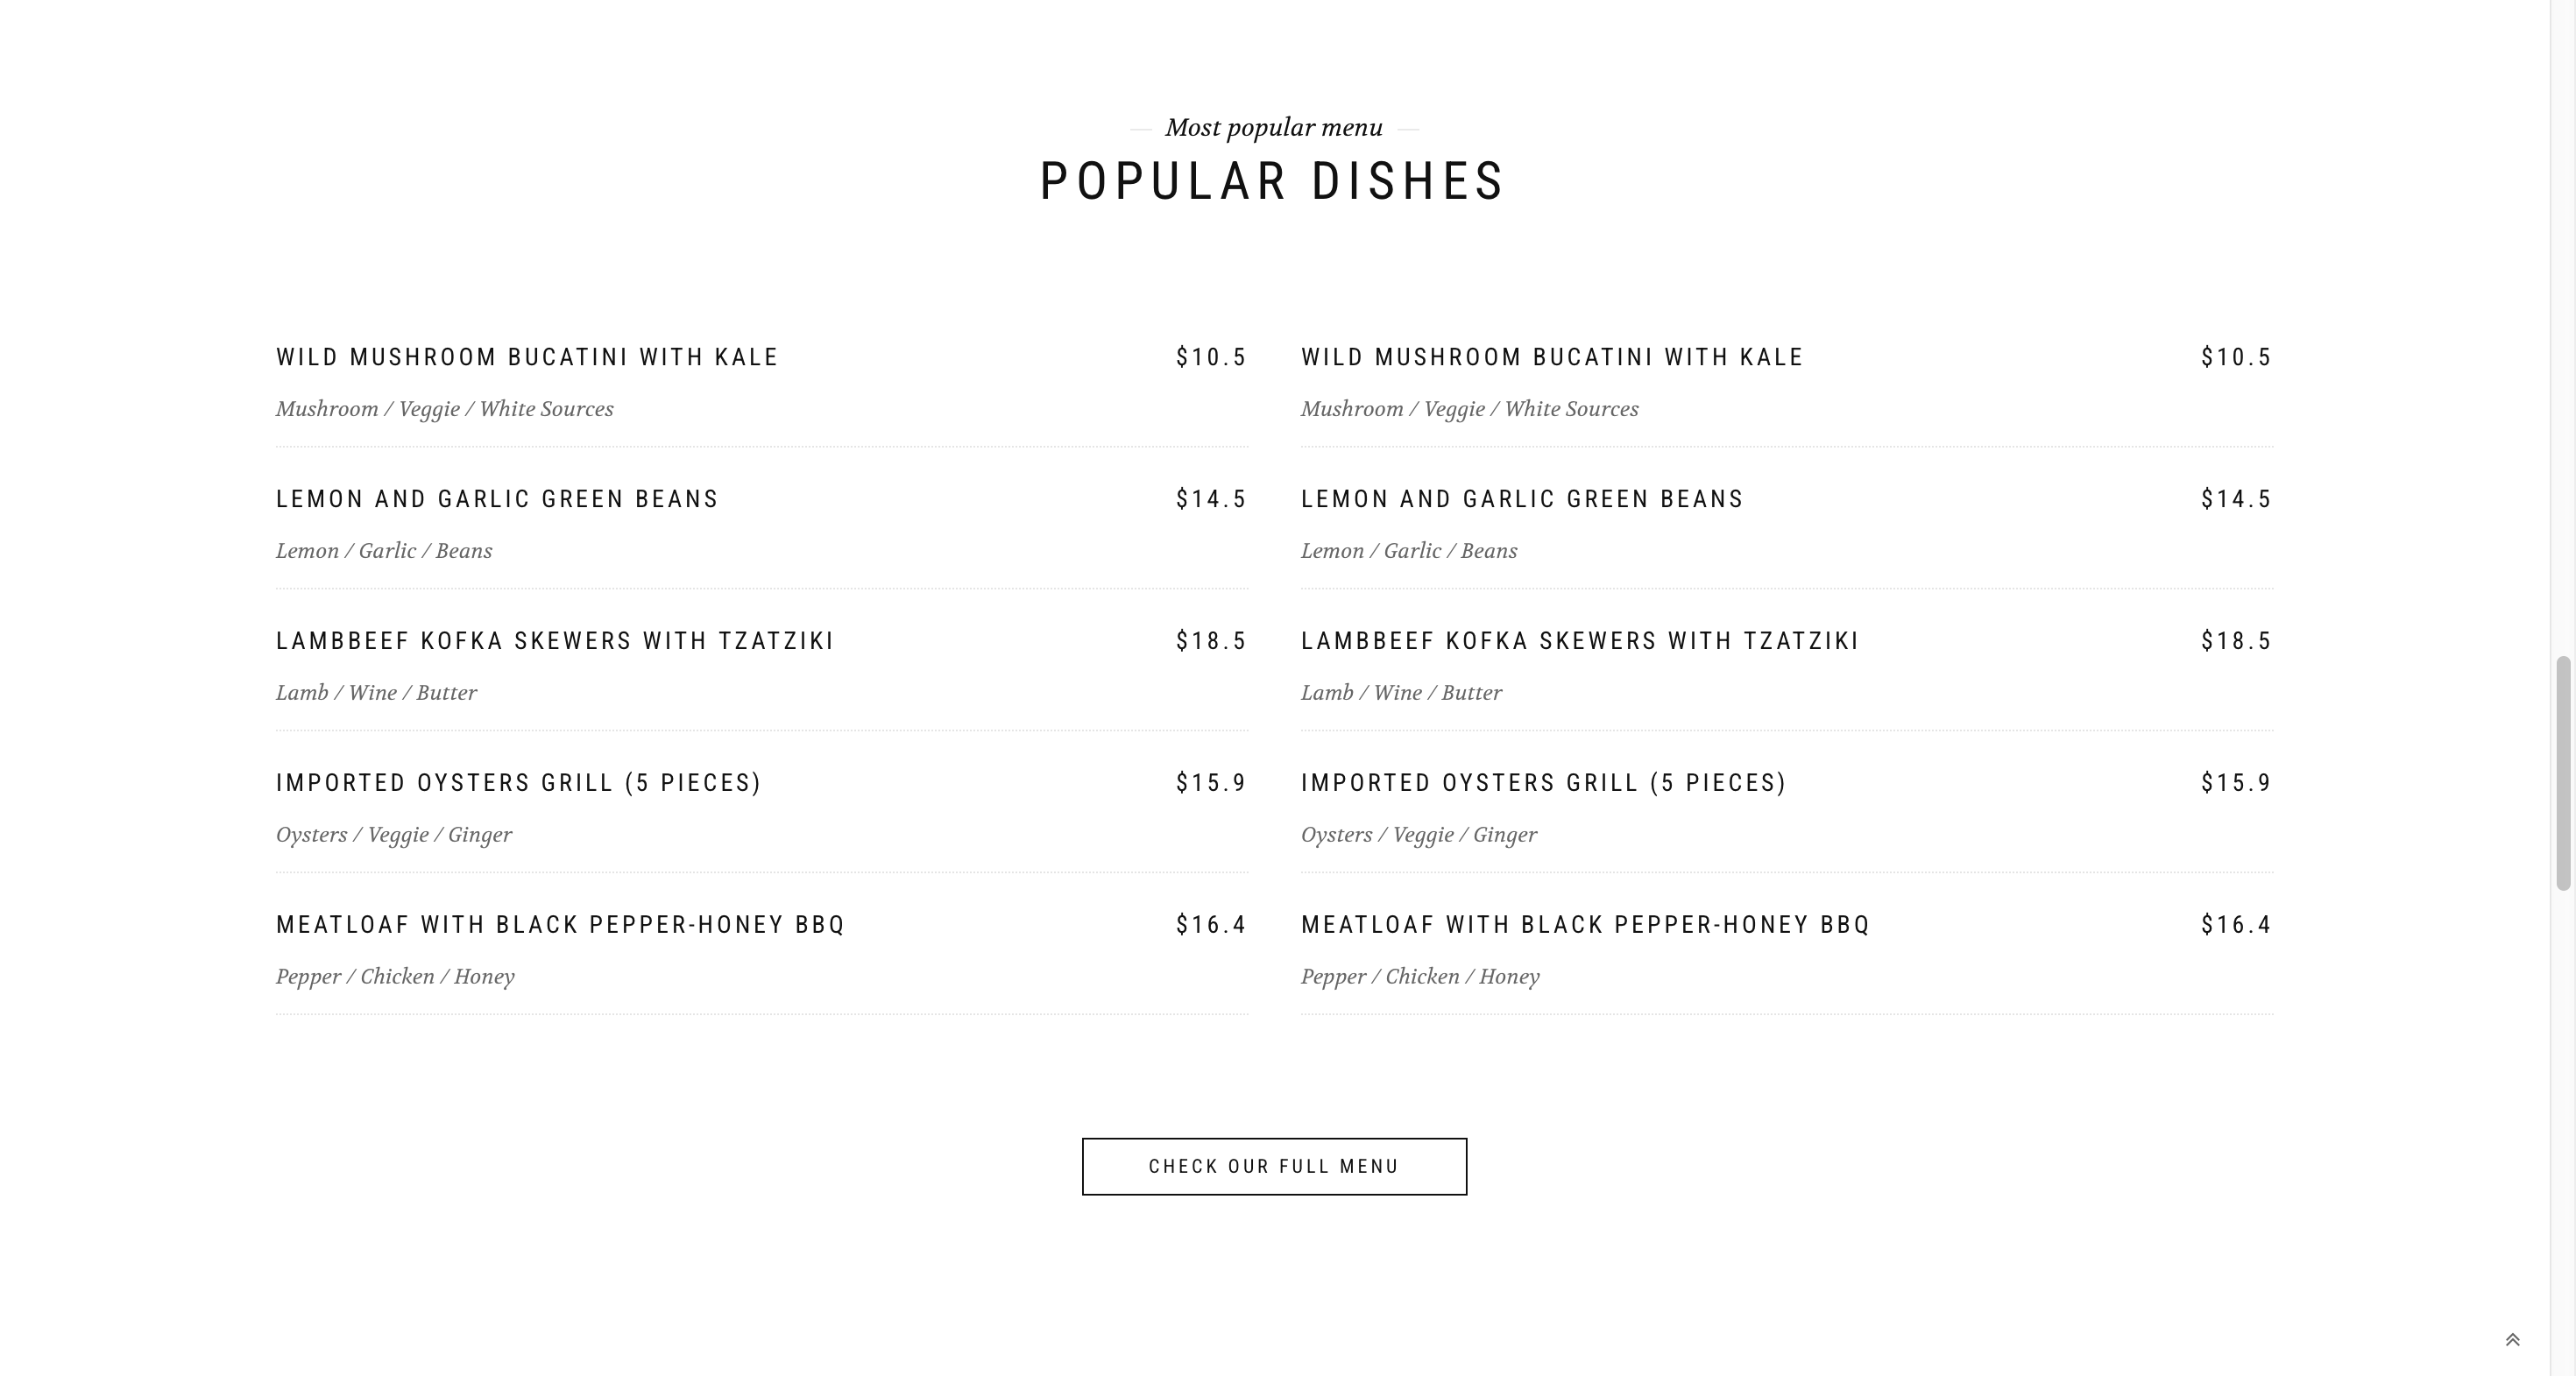 Most popular menu
POPULAR DISHES
WILD MUSHROOM BUCATINI WITH KALE $10.5
Mushroom / Veggie / White Sources
LEMON AND GARLIC GREEN BEANS $14.5
Lemon / Garlic / Beans
LAMBBEEF KOFKA SKEWERS WITH TZATZIKI $18.5
Lamb / Wine / Butter
IMPORTED OYSTERS GRILL (5 PIECES) $15.9
Oysters / Veggie / Ginger
MEATLOAF WITH BLACK PEPPER-HONEY BBQ $16.4
Pepper / Chicken / Honey
WILD MUSHROOM BUCATINI WITH KALE $10.5
Mushroom / Veggie / White Sources
LEMON AND GARLIC GREEN BEANS $14.5
Lemon / Garlic / Beans
LAMBBEEF KOFKA SKEWERS WITH TZATZIKI $18.5
Lamb / Wine / Butter
IMPORTED OYSTERS GRILL (5 PIECES) $15.9
Oysters / Veggie / Ginger
MEATLOAF WITH BLACK PEPPER-HONEY BBQ $16.4
Pepper / Chicken / Honey
CHECK OUR FULL MENU